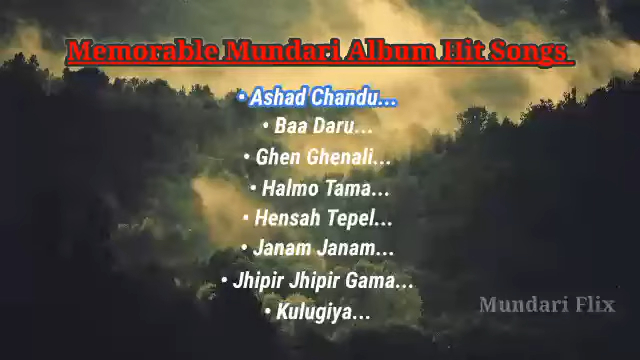 Memorable Mundari Album Hit Songs
• Ashad Chandu...
• Baa Daru...
• Ghen Ghenali...
• Halmo Tama...
• Hensah Tepel...
• Janam Janam...
• Jhipir Jhipir Gama...
• Kulugiya...
Mundari Flix